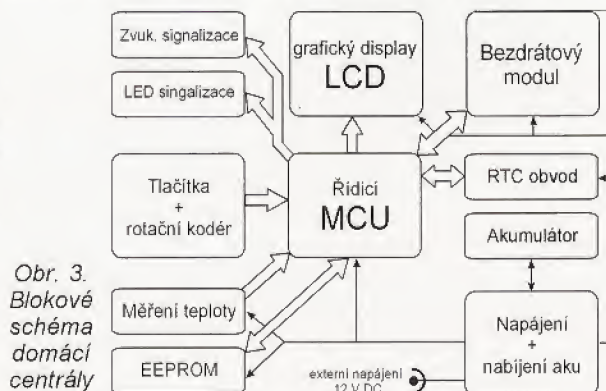 Zvuk. signalizace
LED singalizace
grafický display
LCD
Bezdrátový
modul
Tlačítka
+
rotační kodér
Řídicí
MCU
RTC obvod
Akumulátor
Měření teploty
EEPROM
externí napájení
12 V DC
Napájení
+
nabíjení aku
Obr. 3.
Blokové
schéma
domácí
centrály